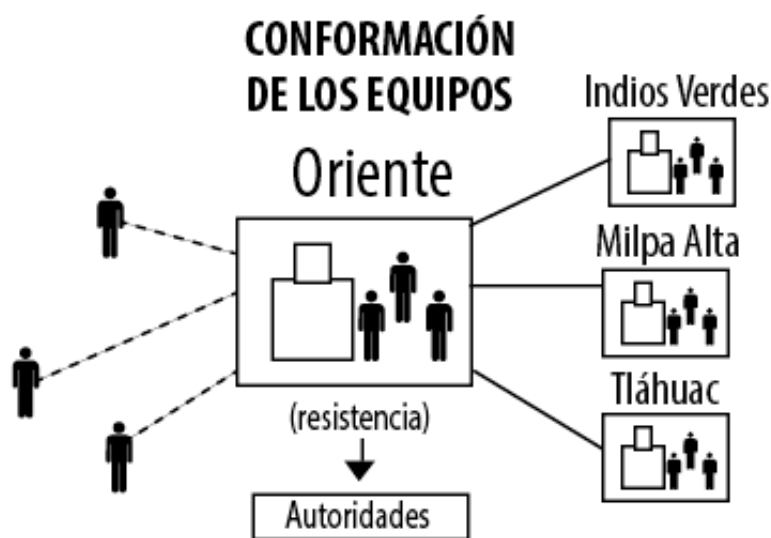 CONFORMACIÓN
DE LOS EQUIPOS
Oriente
Indios Verdes
Milpa Alta
Tláhuac
(resistencia)
Autoridades